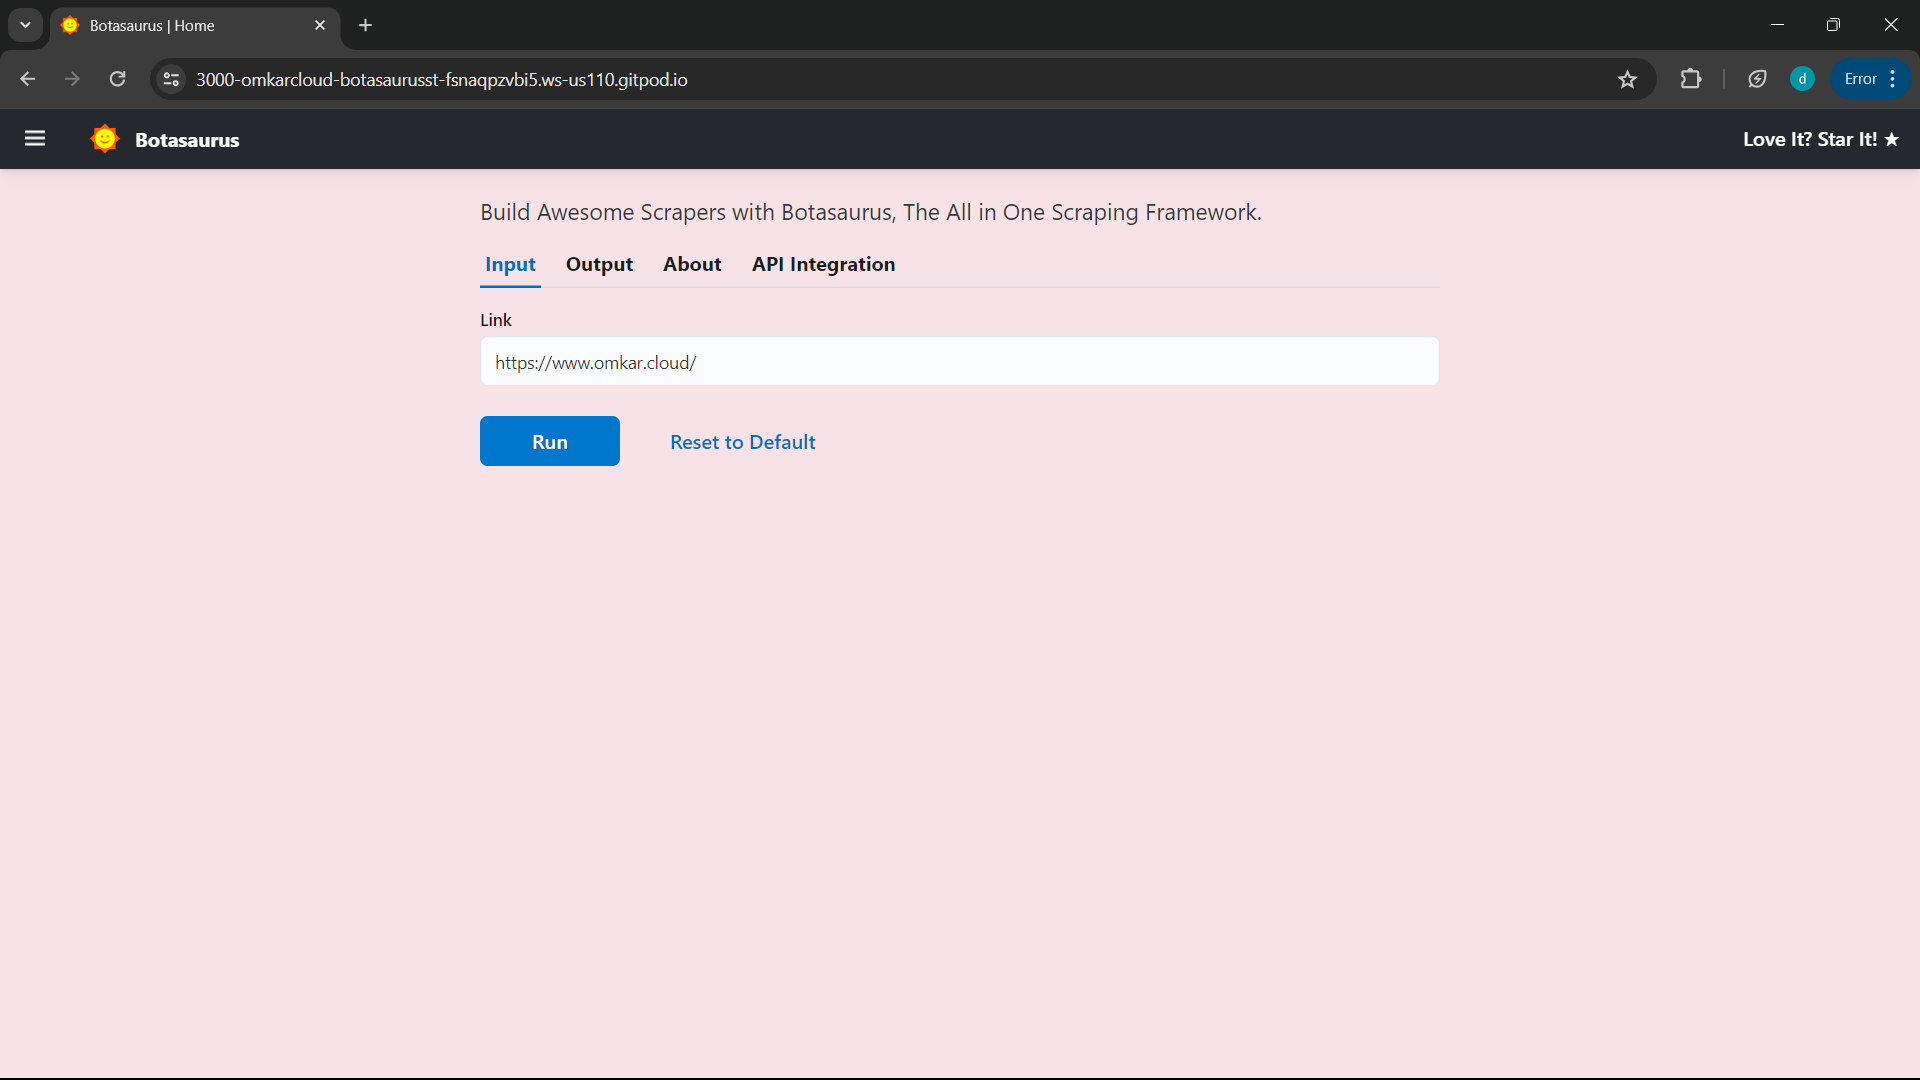 Botasaurus | Home
3000-omkarcloud-botasaurusst-fsnaqpzvbi5.ws-us110.gitpod.io
d
Error
Botasaurus
Love It? Star It! ★
Build Awesome Scrapers with Botasaurus, The All in One Scraping Framework.
Input Output About API Integration
Link
https://www.omkar.cloud/
Run Reset to Default